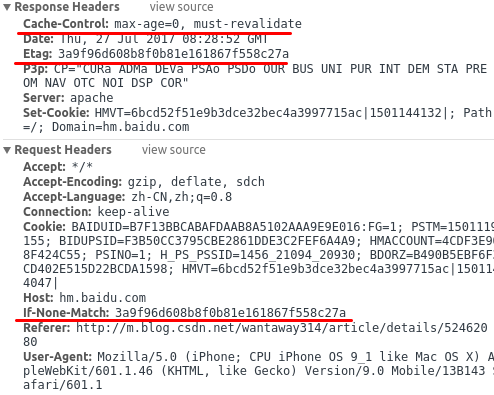 Response Headers view source
Cache-Control: max-age=0, must-revalidate
Date: Thu, 27 Jul 2017 08:28:52 GMT
Etag: 3a9f96d608b8f0b81e161867f558c27a
P3p: CP="CURa ADMa DEVa PSAo PSDo OUR BUS UNI PUR INT DEM STA PRE
OM NAV OTC NOI DSP COR"
Server: apache
Set-Cookie: HMVT=6bcd52f51e9b3dce32bec4a3997715ac|1501144132|; Path
=/; Domain=hm.baidu.com
Request Headers view source
Accept: */*
Accept-Encoding: gzip, deflate, sdch
Accept-Language: zh-CN,zh;q=0.8
Connection: keep-alive
Cookie: BAIDUID=B7F13BBCABAFDAAB8A5102AAA9E9E016:FG=1; PSTM=1501119
155; BIDUPSID=F3B50CC3795CBE2861DDE3C2FEF6A4A9; HMACCOUNT=4CDF3E9
8F424C55; PSINO=1; H_PS_PSSID=1456_21094_20930; BDORZ=B490B5EBF6F
CD402E515D22BCDA1598; HMVT=6bcd52f51e9b3dce32bec4a3997715ac|150114
4047|
Host: hm.baidu.com
If-None-Match: 3a9f96d608b8f0b81e161867f558c27a
Referer: http://m.blog.csdn.net/wantaway314/article/details/524620
80
User-Agent: Mozilla/5.0 (iPhone; CPU iPhone OS 9_1 like Mac OS X) A
pleWebKit/601.1.46 (KHTML, like Gecko) Version/9.0 Mobile/13B143 S
afari/601.1